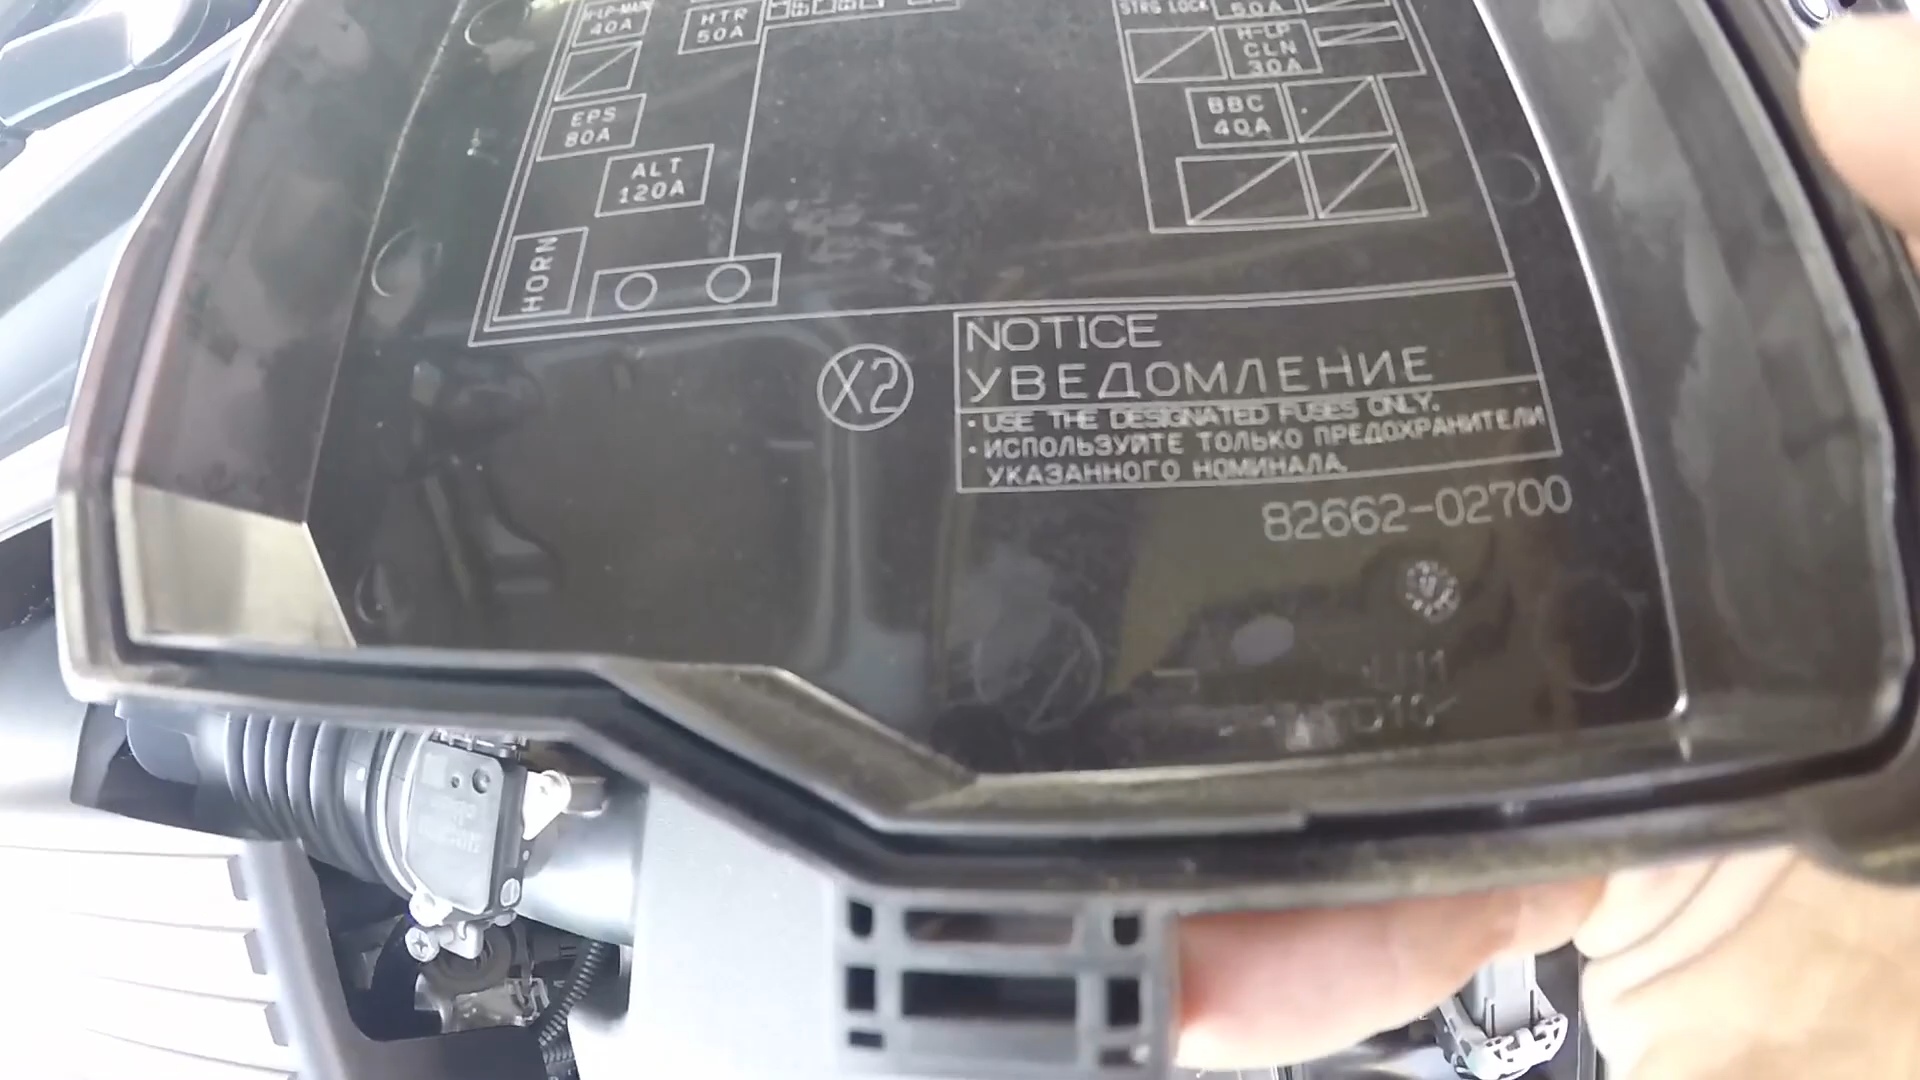 H-LP-MAIN
40A
HTR
50A
STRG LOCK
50A
H-LP
CLN
30A
EPS
80A
BBC
40A
ALT
120A
HORN
X2
NOTICE
УВЕДОМЛЕНИЕ
・USE THE DESIGNATED FUSES ONLY.
・ИСПОЛЬЗУЙТЕ ТОЛЬКО ПРЕДОХРАНИТЕЛИ
УКАЗАННОГО НОМИНАЛА.
82662-02700